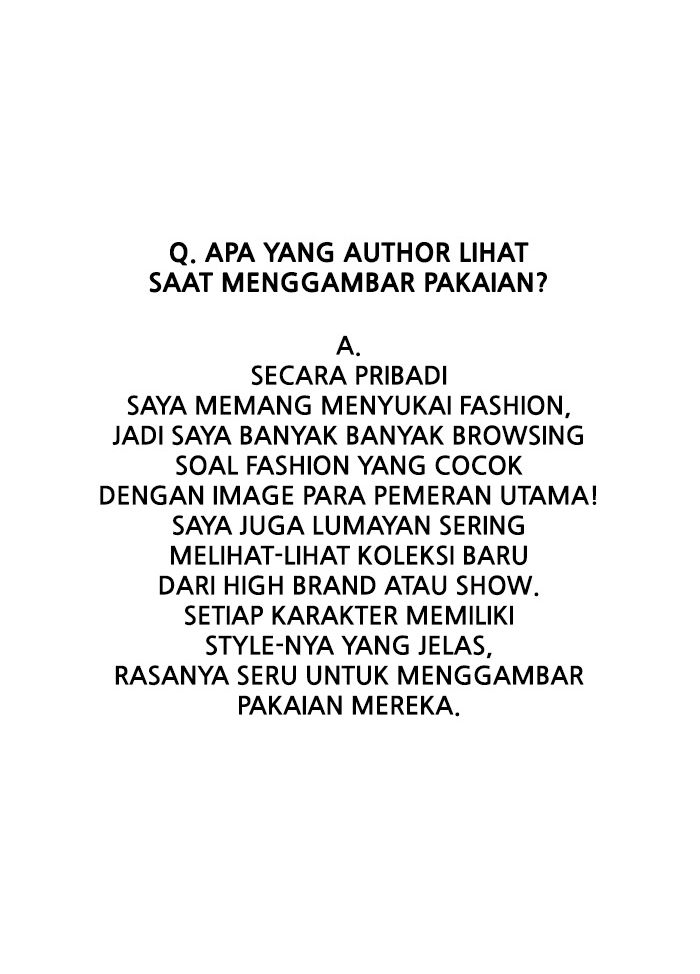 Q. APA YANG AUTHOR LIHAT
SAAT MENGGAMBAR PAKAIAN?
A.
SECARA PRIBADI
SAYA MEMANG MENYUKAI FASHION,
JADI SAYA BANYAK BANYAK BROWSING
SOAL FASHION YANG COCOK
DENGAN IMAGE PARA PEMERAN UTAMA!
SAYA JUGA LUMAYAN SERING
MELIHAT-LIHAT KOLEKSI BARU
DARI HIGH BRAND ATAU SHOW.
SETIAP KARAKTER MEMILIKI
STYLE-NYA YANG JELAS,
RASANYA SERU UNTUK MENGGAMBAR
PAKAIAN MEREKA.